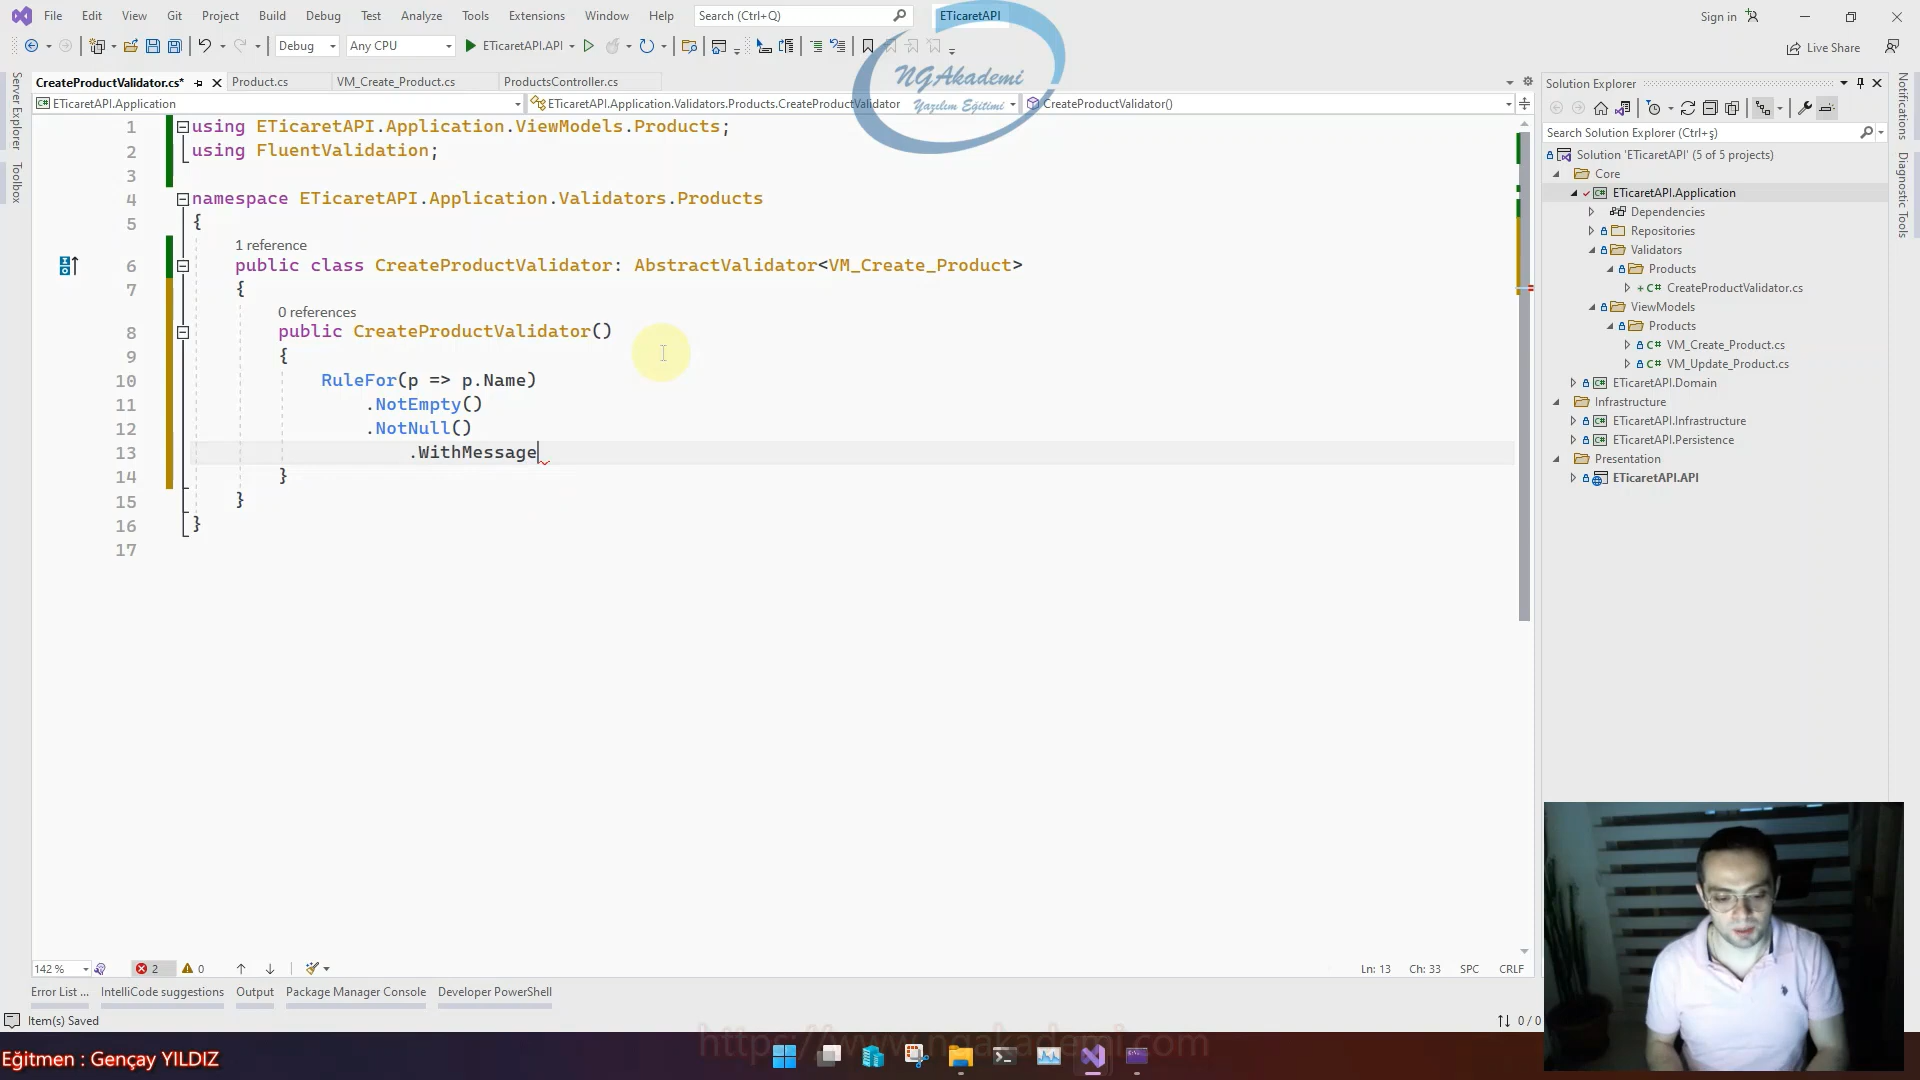 File Edit View Git Project Build Debug Test Analyze Tools Extensions Window Help Search (Ctrl+Q) ETicaretAPI Sign in
Debug Any CPU ETicaretAPI.API Live Share
NGAkademi
Yazılım Eğitimi
CreateProductValidator.cs* Product.cs VM_Create_Product.cs ProductsController.cs
ETicaretAPI.Application ETicaretAPI.Application.Validators.Products.CreateProductValidator CreateProductValidator()
Server Explorer
Toolbox
1 using ETicaretAPI.Application.ViewModels.Products;
2 using FluentValidation;
3
4 namespace ETicaretAPI.Application.Validators.Products
5 {
1 reference
6 public class CreateProductValidator: AbstractValidator<VM_Create_Product>
7 {
0 references
8 public CreateProductValidator()
9 {
10 RuleFor(p => p.Name)
11 .NotEmpty()
12 .NotNull()
13 .WithMessage
14 }
15 }
16 }
17
Solution Explorer
Search Solution Explorer (Ctrl+ş)
Solution 'ETicaretAPI' (5 of 5 projects)
Core
ETicaretAPI.Application
Dependencies
Repositories
Validators
Products
CreateProductValidator.cs
ViewModels
Products
VM_Create_Product.cs
VM_Update_Product.cs
ETicaretAPI.Domain
Infrastructure
ETicaretAPI.Infrastructure
ETicaretAPI.Persistence
Presentation
ETicaretAPI.API
Notifications
Diagnostic Tools
142 % 2 0 Ln: 13 Ch: 33 SPC CRLF
Error List ... IntelliCode suggestions Output Package Manager Console Developer PowerShell
Item(s) Saved 0 / 0
https://www.ngakademi.com
Eğitmen : Gençay YILDIZ